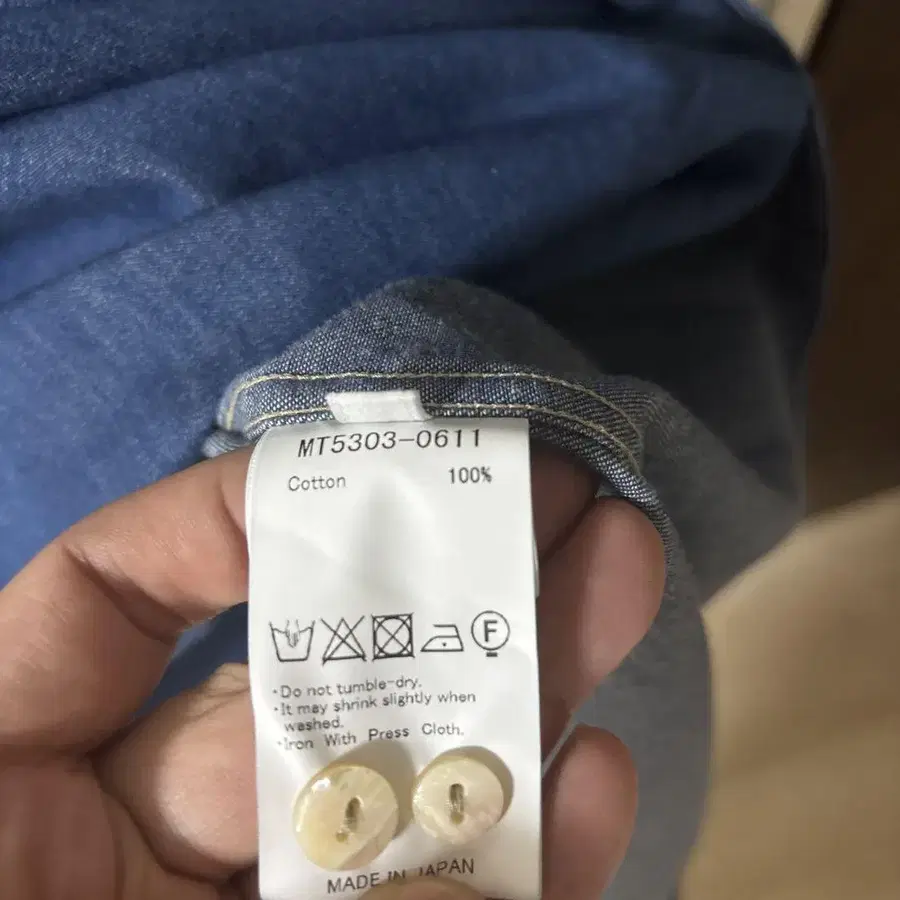 MT5303-0611
Cotton 100%
F
・Do not tumble-dry.
・It may shrink slightly when
washed.
・Iron With Press Cloth.
MADE IN JAPAN